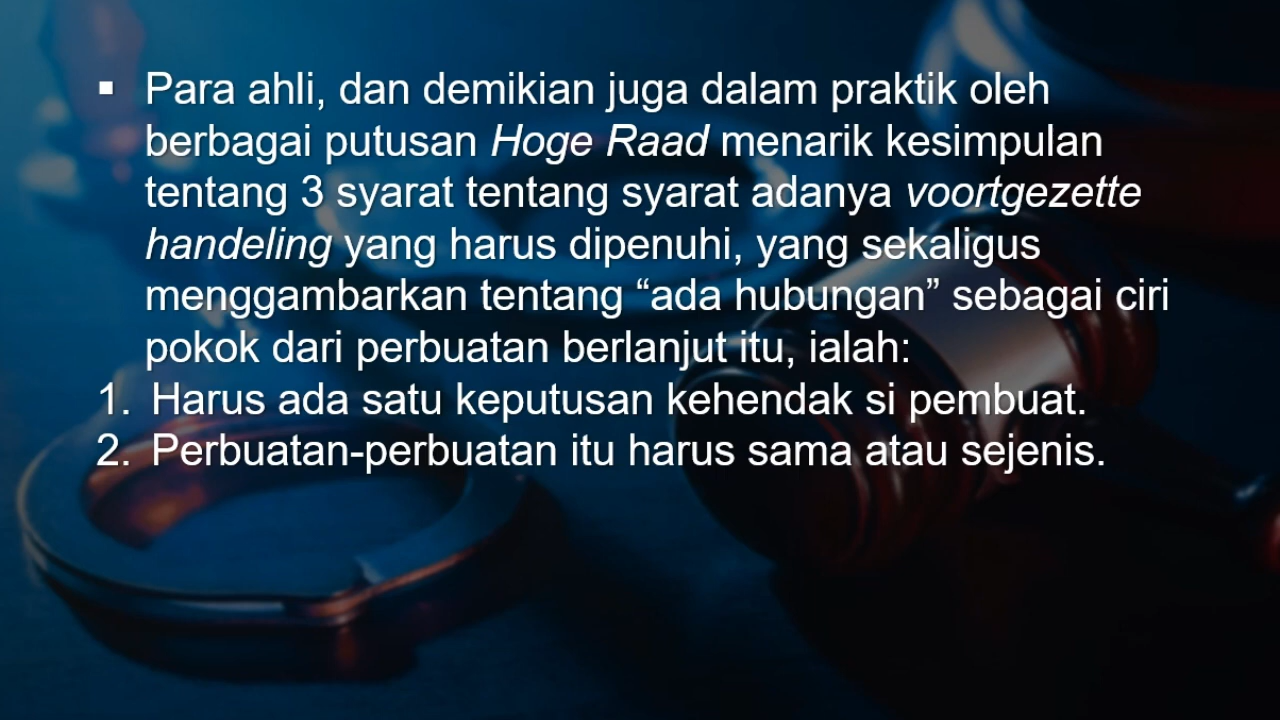 ▪ Para ahli, dan demikian juga dalam praktik oleh
berbagai putusan Hoge Raad menarik kesimpulan
tentang 3 syarat tentang syarat adanya voortgezette
handeling yang harus dipenuhi, yang sekaligus
menggambarkan tentang “ada hubungan” sebagai ciri
pokok dari perbuatan berlanjut itu, ialah:
1. Harus ada satu keputusan kehendak si pembuat.
2. Perbuatan-perbuatan itu harus sama atau sejenis.